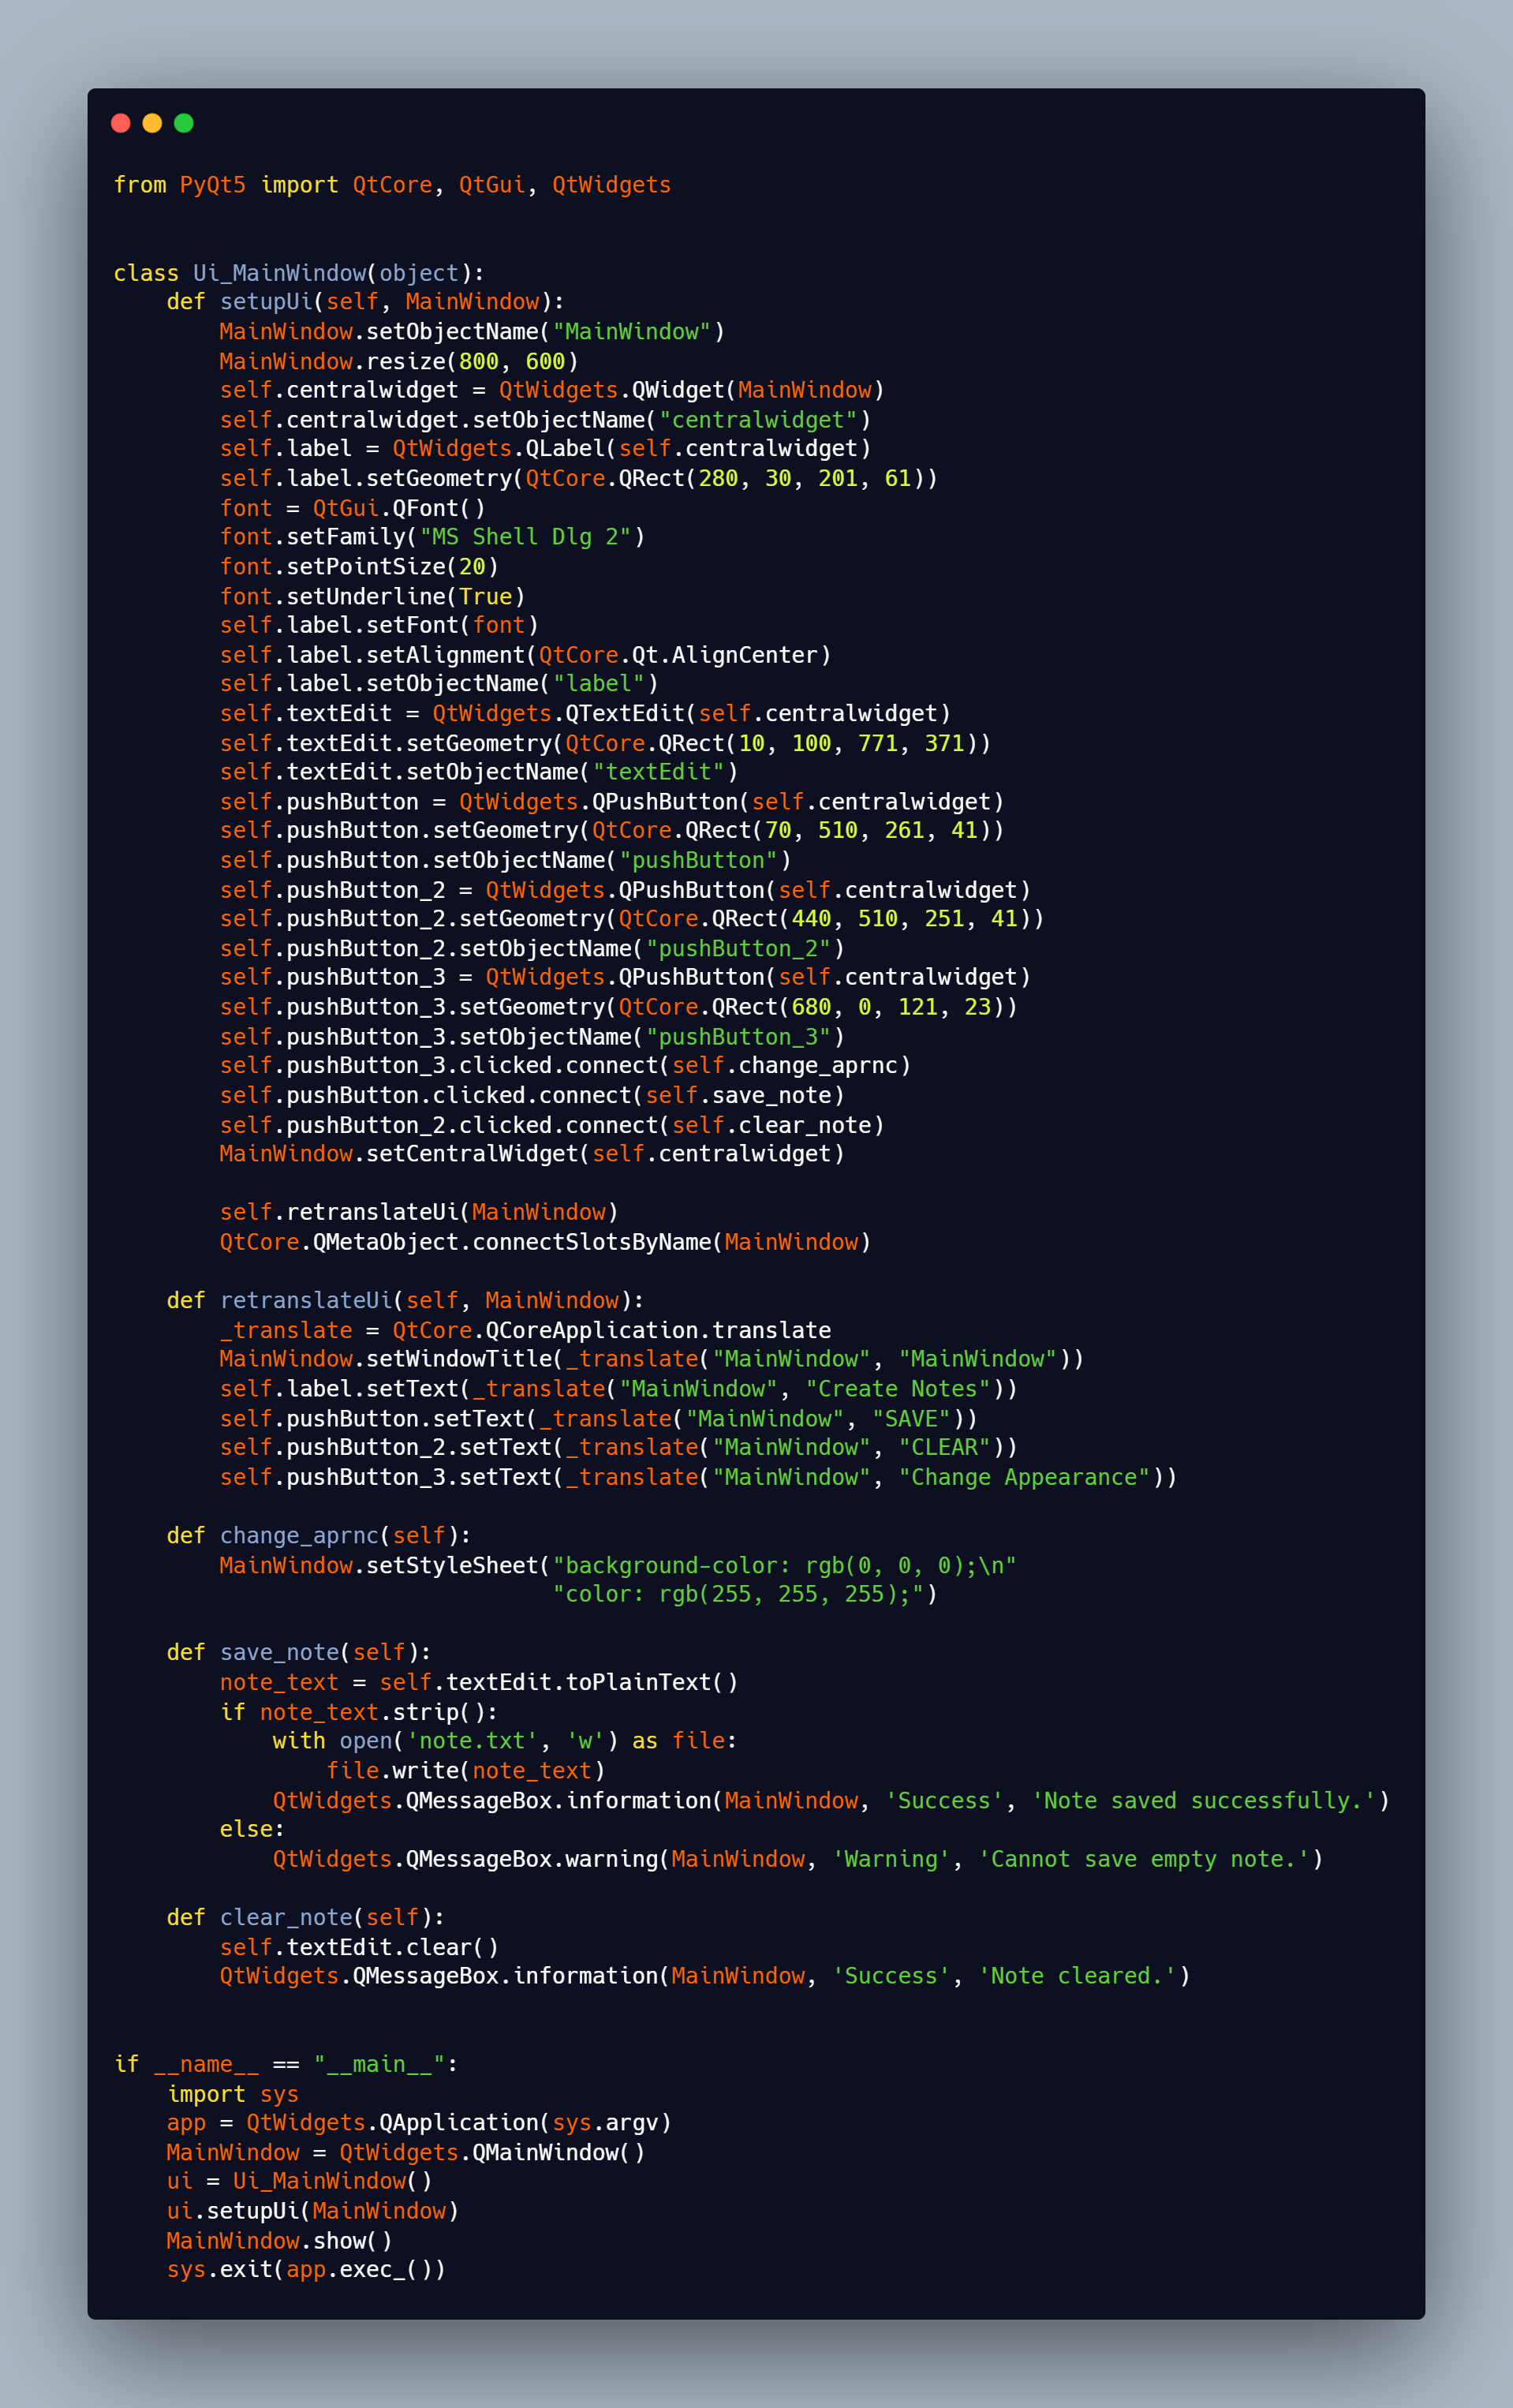 from PyQt5 import QtCore, QtGui, QtWidgets


class Ui_MainWindow(object):
    def setupUi(self, MainWindow):
        MainWindow.setObjectName("MainWindow")
        MainWindow.resize(800, 600)
        self.centralwidget = QtWidgets.QWidget(MainWindow)
        self.centralwidget.setObjectName("centralwidget")
        self.label = QtWidgets.QLabel(self.centralwidget)
        self.label.setGeometry(QtCore.QRect(280, 30, 201, 61))
        font = QtGui.QFont()
        font.setFamily("MS Shell Dlg 2")
        font.setPointSize(20)
        font.setUnderline(True)
        self.label.setFont(font)
        self.label.setAlignment(QtCore.Qt.AlignCenter)
        self.label.setObjectName("label")
        self.textEdit = QtWidgets.QTextEdit(self.centralwidget)
        self.textEdit.setGeometry(QtCore.QRect(10, 100, 771, 371))
        self.textEdit.setObjectName("textEdit")
        self.pushButton = QtWidgets.QPushButton(self.centralwidget)
        self.pushButton.setGeometry(QtCore.QRect(70, 510, 261, 41))
        self.pushButton.setObjectName("pushButton")
        self.pushButton_2 = QtWidgets.QPushButton(self.centralwidget)
        self.pushButton_2.setGeometry(QtCore.QRect(440, 510, 251, 41))
        self.pushButton_2.setObjectName("pushButton_2")
        self.pushButton_3 = QtWidgets.QPushButton(self.centralwidget)
        self.pushButton_3.setGeometry(QtCore.QRect(680, 0, 121, 23))
        self.pushButton_3.setObjectName("pushButton_3")
        self.pushButton_3.clicked.connect(self.change_aprnc)
        self.pushButton.clicked.connect(self.save_note)
        self.pushButton_2.clicked.connect(self.clear_note)
        MainWindow.setCentralWidget(self.centralwidget)

        self.retranslateUi(MainWindow)
        QtCore.QMetaObject.connectSlotsByName(MainWindow)

    def retranslateUi(self, MainWindow):
        _translate = QtCore.QCoreApplication.translate
        MainWindow.setWindowTitle(_translate("MainWindow", "MainWindow"))
        self.label.setText(_translate("MainWindow", "Create Notes"))
        self.pushButton.setText(_translate("MainWindow", "SAVE"))
        self.pushButton_2.setText(_translate("MainWindow", "CLEAR"))
        self.pushButton_3.setText(_translate("MainWindow", "Change Appearance"))

    def change_aprnc(self):
        MainWindow.setStyleSheet("background-color: rgb(0, 0, 0);\n"
                                 "color: rgb(255, 255, 255);")

    def save_note(self):
        note_text = self.textEdit.toPlainText()
        if note_text.strip():
            with open('note.txt', 'w') as file:
                file.write(note_text)
            QtWidgets.QMessageBox.information(MainWindow, 'Success', 'Note saved successfully.')
        else:
            QtWidgets.QMessageBox.warning(MainWindow, 'Warning', 'Cannot save empty note.')

    def clear_note(self):
        self.textEdit.clear()
        QtWidgets.QMessageBox.information(MainWindow, 'Success', 'Note cleared.')


if __name__ == "__main__":
    import sys
    app = QtWidgets.QApplication(sys.argv)
    MainWindow = QtWidgets.QMainWindow()
    ui = Ui_MainWindow()
    ui.setupUi(MainWindow)
    MainWindow.show()
    sys.exit(app.exec_())